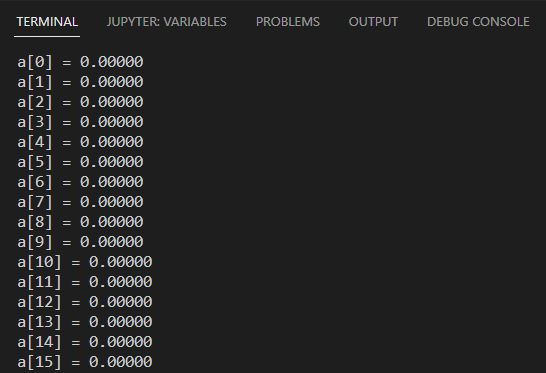 TERMINAL JUPYTER: VARIABLES PROBLEMS OUTPUT DEBUG CONSOLE
a[0] = 0.00000
a[1] = 0.00000
a[2] = 0.00000
a[3] = 0.00000
a[4] = 0.00000
a[5] = 0.00000
a[6] = 0.00000
a[7] = 0.00000
a[8] = 0.00000
a[9] = 0.00000
a[10] = 0.00000
a[11] = 0.00000
a[12] = 0.00000
a[13] = 0.00000
a[14] = 0.00000
a[15] = 0.00000